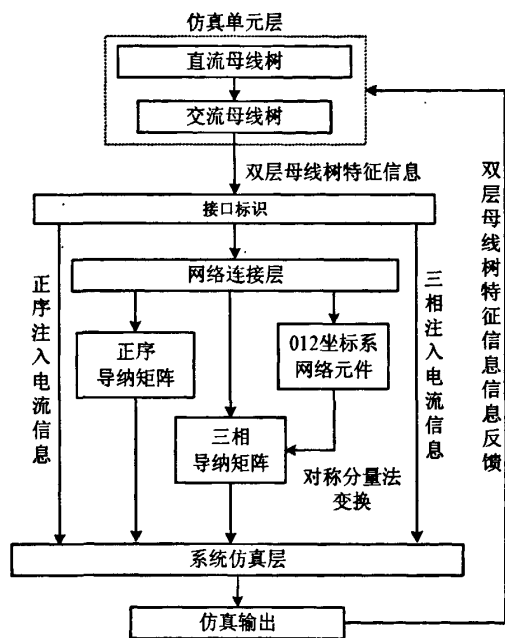 仿真单元层
直流母线树
交流母线树
双层母线树特征信息
接口标识
网络连接层
正序注入电流信息
正序
导纳矩阵
012坐标系
网络元件
三相
导纳矩阵
对称分量法
变换
三相注入电流信息
双层母线树特征信息信息反馈
系统仿真层
仿真输出